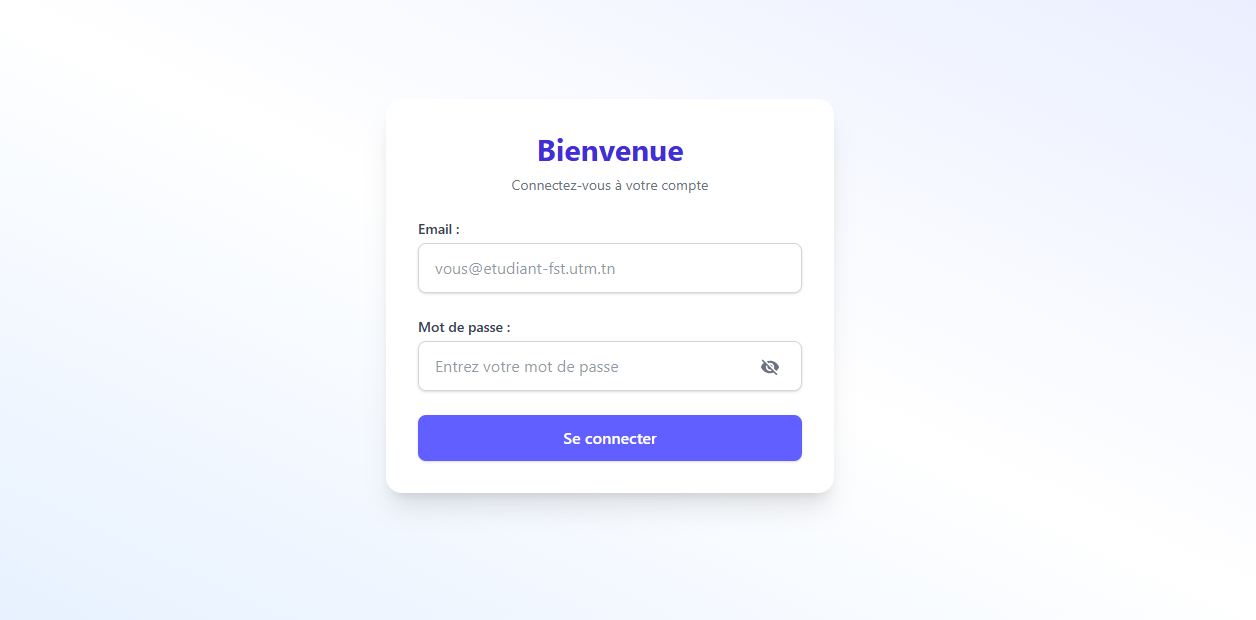 Bienvenue
Connectez-vous à votre compte
Email :
vous@etudiant-fst.utm.tn
Mot de passe :
Entrez votre mot de passe
Se connecter